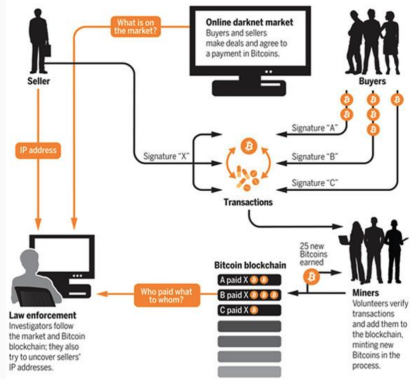 What is on
the market?
Online darknet market
Buyers and sellers
make deals and agree to
a payment in Bitcoins.
Seller
Buyers
IP address
Signature "X"
Signature "A"
Signature "B"
Signature "C"
Transactions
25 new
Bitcoins
earned
Bitcoin blockchain
A paid X
B paid X
C paid X
Who paid what
to whom?
Miners
Volunteers verify
transactions
and add them to
the blockchain,
minting new
Bitcoins in the
process.
Law enforcement
Investigators follow
the market and Bitcoin
blockchain; they also
try to uncover sellers'
IP addresses.